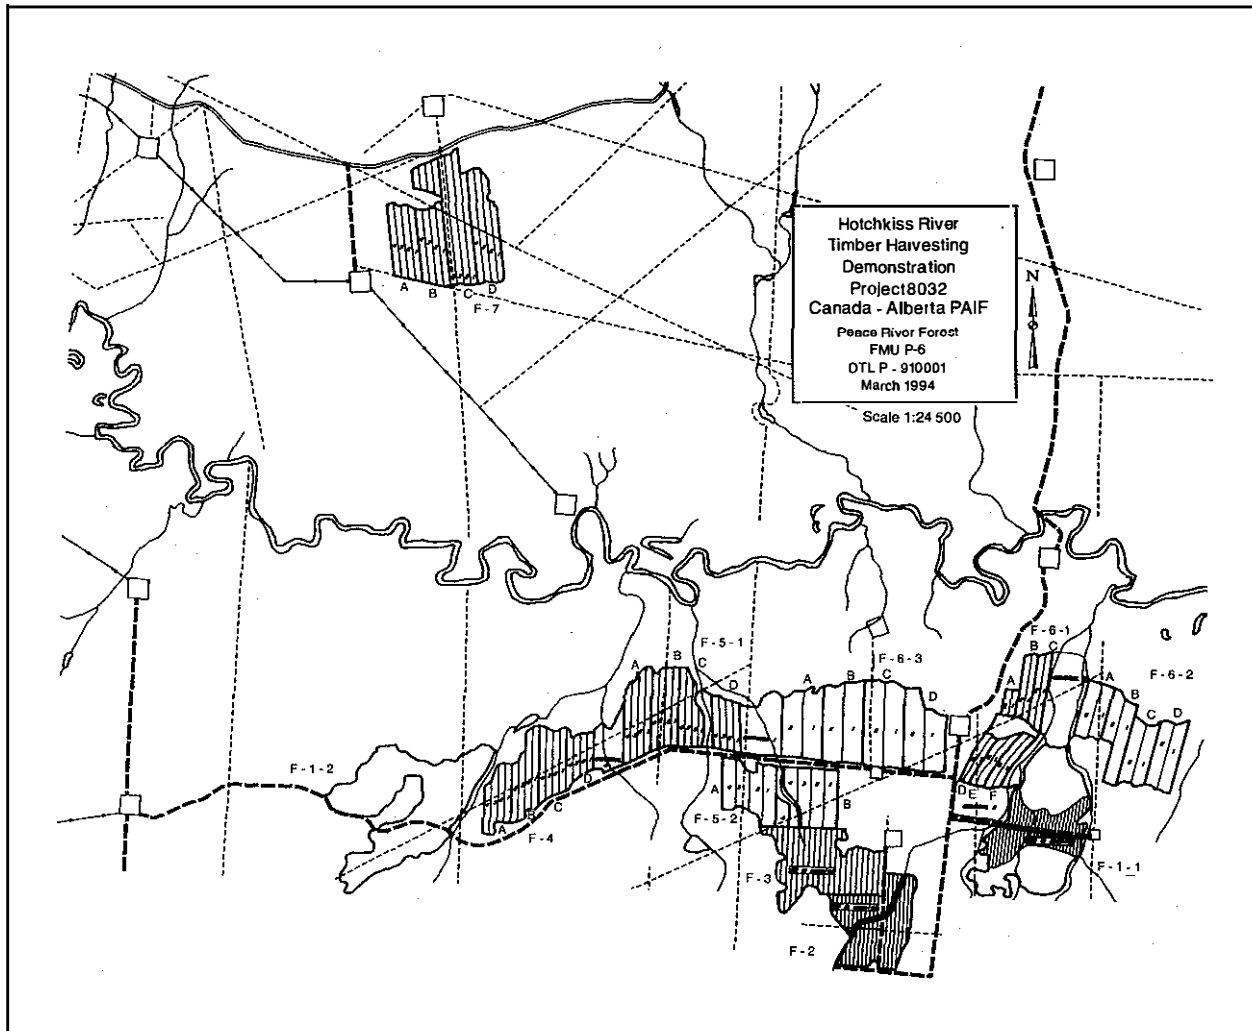 Hotchkiss River
Timber Harvesting
Demonstration
Project8032
Canada - Alberta PAIF
Peace River Forest
FMU P-6
DTL P - 910001
March 1994
Scale 1:24 500
N
A B C D
F-7
F-5-1
A B C D
F-6-3
A B C D
F-6-1
B C
A
F-6-2
A B C D
F-1-2
A B C D
F-4
A B
F-5-2
D E F
F-3
F-1-1
F-2